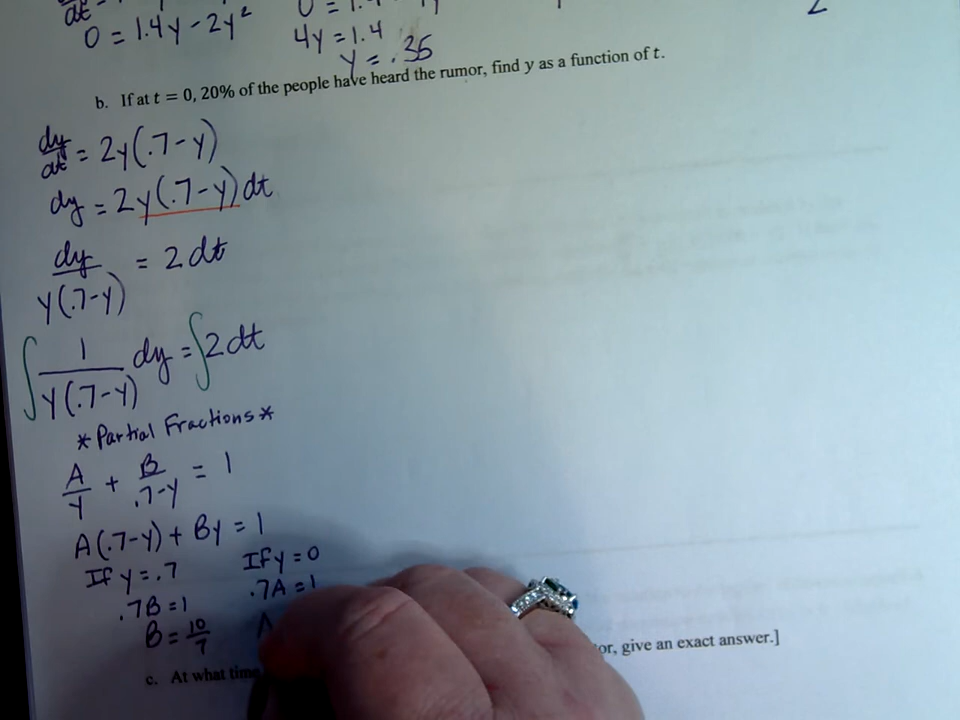 0 = 1.4y - 2y²
4y = 1.4
y = .35
b. If at t = 0, 20% of the people have heard the rumor, find y as a function of t.
dy/dt = 2y(.7-y)
dy = 2y(.7-y)dt
dy/y(.7-y) = 2dt
∫ 1/y(.7-y) dy = ∫2dt
*Partial Fractions*
A/y + B/.7-y = 1
A(.7-y) + By = 1
If y = .7
.7B = 1
B = 10/7
If y = 0
.7A = 1
A
c. At what time
or, give an exact answer.]